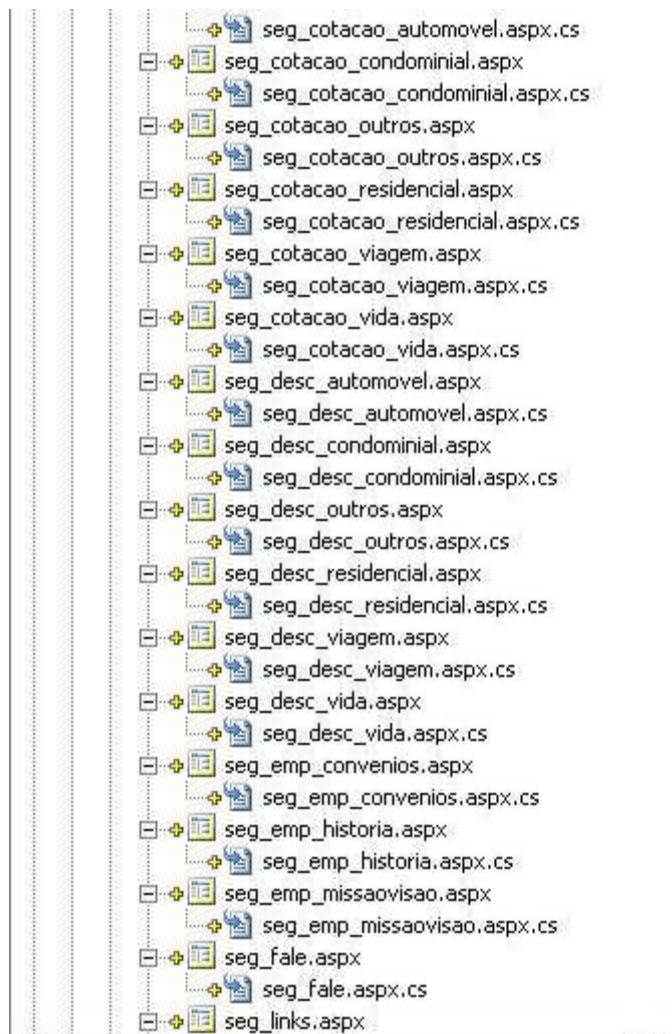 seg_cotacao_automovel.aspx.cs
seg_cotacao_condominial.aspx
seg_cotacao_condominial.aspx.cs
seg_cotacao_outros.aspx
seg_cotacao_outros.aspx.cs
seg_cotacao_residencial.aspx
seg_cotacao_residencial.aspx.cs
seg_cotacao_viagem.aspx
seg_cotacao_viagem.aspx.cs
seg_cotacao_vida.aspx
seg_cotacao_vida.aspx.cs
seg_desc_automovel.aspx
seg_desc_automovel.aspx.cs
seg_desc_condominial.aspx
seg_desc_condominial.aspx.cs
seg_desc_outros.aspx
seg_desc_outros.aspx.cs
seg_desc_residencial.aspx
seg_desc_residencial.aspx.cs
seg_desc_viagem.aspx
seg_desc_viagem.aspx.cs
seg_desc_vida.aspx
seg_desc_vida.aspx.cs
seg_emp_convenios.aspx
seg_emp_convenios.aspx.cs
seg_emp_historia.aspx
seg_emp_historia.aspx.cs
seg_emp_missaovisao.aspx
seg_emp_missaovisao.aspx.cs
seg_fale.aspx
seg_fale.aspx.cs
seg_links.aspx